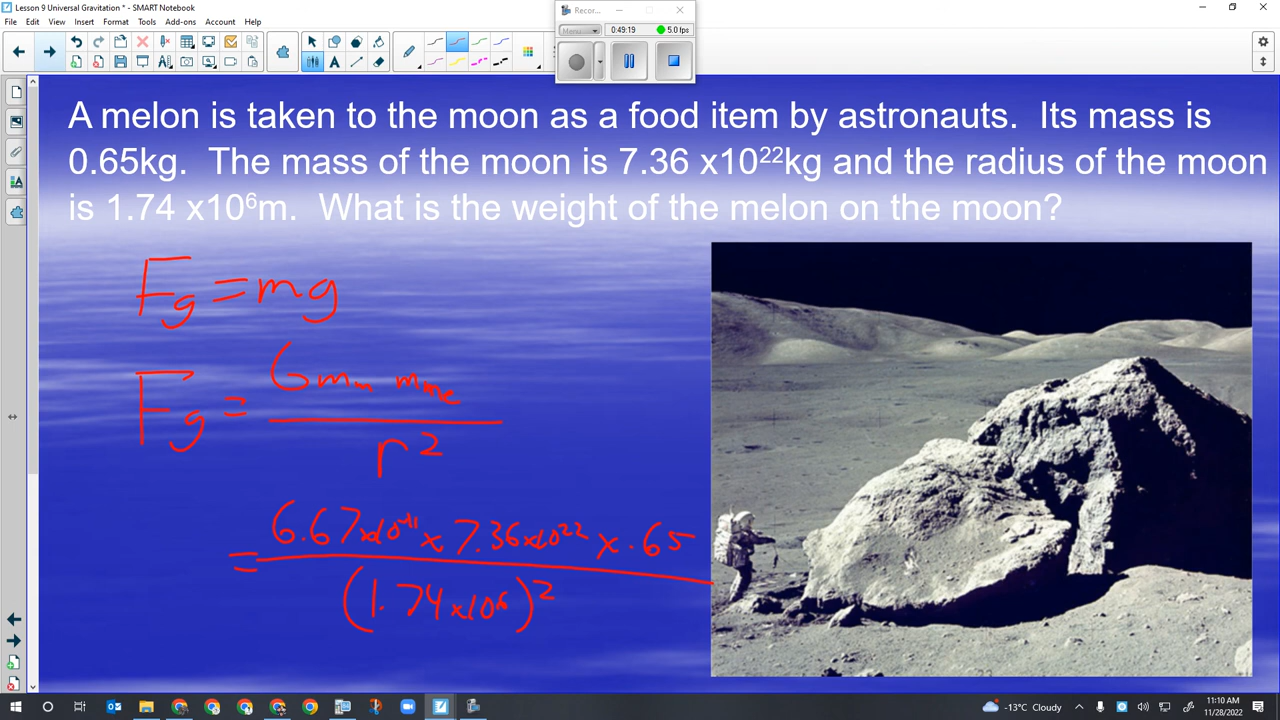 Lesson 9 Universal Gravitation * - SMART Notebook
Recor...
File Edit View Insert Format Tools Add-ons Account Help
Menu 0:49:19 5.0 fps
A melon is taken to the moon as a food item by astronauts. Its mass is
0.65kg. The mass of the moon is 7.36 x10²²kg and the radius of the moon
is 1.74 x10⁶m. What is the weight of the melon on the moon?
Fg = mg
Fg = G mm mme
r²
= 6.67x10⁻¹¹ x 7.36x10²² x .65
(1.74x10⁶)²
-13°C Cloudy
11:10 AM
11/28/2022